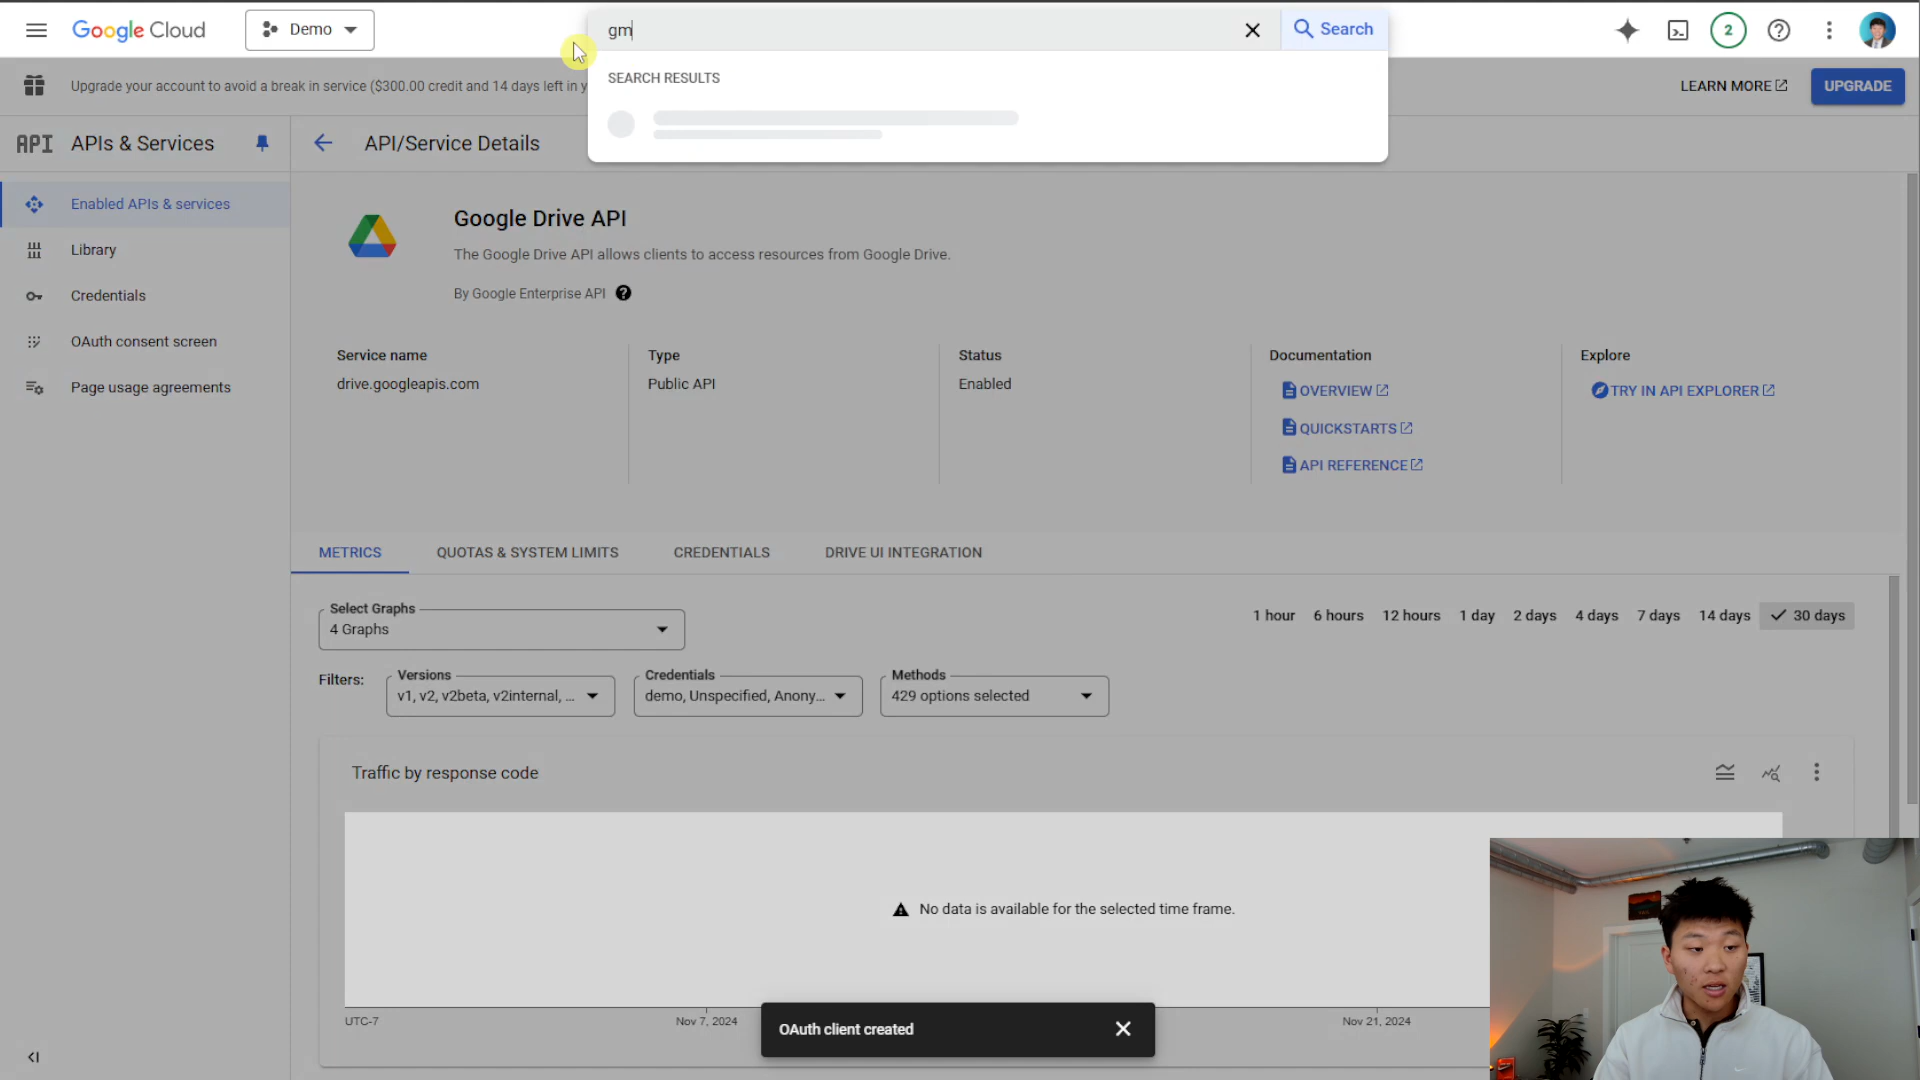 Google Cloud
Demo
gm
Search
2
SEARCH RESULTS
Upgrade your account to avoid a break in service ($300.00 credit and 14 days left in y
LEARN MORE
UPGRADE
API
APIs & Services
API/Service Details
Enabled APIs & services
Library
Credentials
OAuth consent screen
Page usage agreements
Google Drive API
The Google Drive API allows clients to access resources from Google Drive.
By Google Enterprise API
Service name
drive.googleapis.com
Type
Public API
Status
Enabled
Documentation
OVERVIEW
QUICKSTARTS
API REFERENCE
Explore
TRY IN API EXPLORER
METRICS
QUOTAS & SYSTEM LIMITS
CREDENTIALS
DRIVE UI INTEGRATION
Select Graphs
4 Graphs
1 hour
6 hours
12 hours
1 day
2 days
4 days
7 days
14 days
30 days
Filters:
Versions
v1, v2, v2beta, v2internal, ...
Credentials
demo, Unspecified, Anony...
Methods
429 options selected
Traffic by response code
No data is available for the selected time frame.
UTC-7
Nov 7, 2024
Nov 21, 2024
OAuth client created